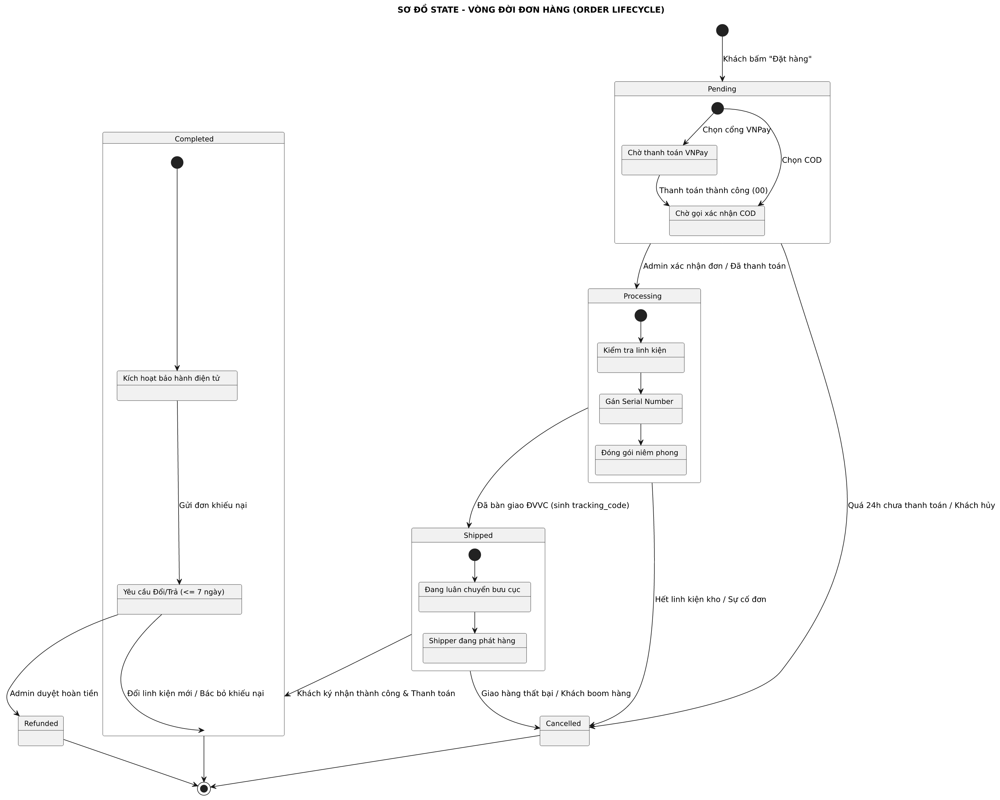 SƠ ĐỒ STATE - VÒNG ĐỜI ĐƠN HÀNG (ORDER LIFECYCLE)
Khách bấm "Đặt hàng"
Pending
Chọn cổng VNPay
Chờ thanh toán VNPay
Chọn COD
Thanh toán thành công (00)
Chờ gọi xác nhận COD
Admin xác nhận đơn / Đã thanh toán
Processing
Kiểm tra linh kiện
Gán Serial Number
Đóng gói niêm phong
Đã bàn giao ĐVVC (sinh tracking_code)
Quá 24h chưa thanh toán / Khách hủy
Shipped
Đang luân chuyển bưu cục
Shipper đang phát hàng
Hết linh kiện kho / Sự cố đơn
Khách ký nhận thành công & Thanh toán
Giao hàng thất bại / Khách boom hàng
Cancelled
Completed
Kích hoạt bảo hành điện tử
Gửi đơn khiếu nại
Yêu cầu Đổi/Trả (<= 7 ngày)
Admin duyệt hoàn tiền
Đổi linh kiện mới / Bác bỏ khiếu nại
Refunded